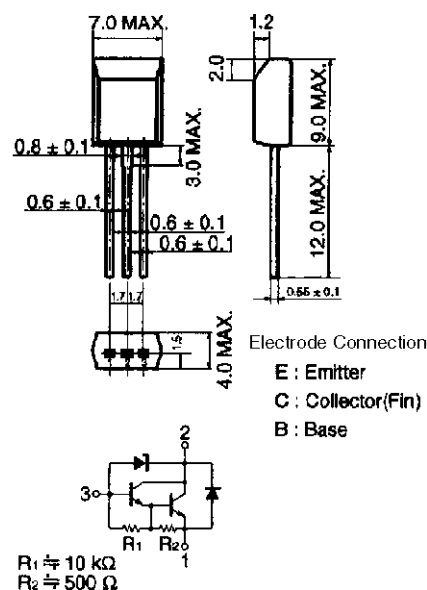 7.0 MAX.
1.2
2.0
9.0 MAX.
0.8 ± 0.1
3.0 MAX.
0.6 ± 0.1
0.6 ± 0.1
0.6 ± 0.1
12.0 MAX.
0.55 ± 0.1
1.7 1.7
1.5
4.0 MAX.
Electrode Connection
E : Emitter
C : Collector(Fin)
B : Base
2
3
R1 R2
1
R1 ≒ 10 kΩ
R2 ≒ 500 Ω